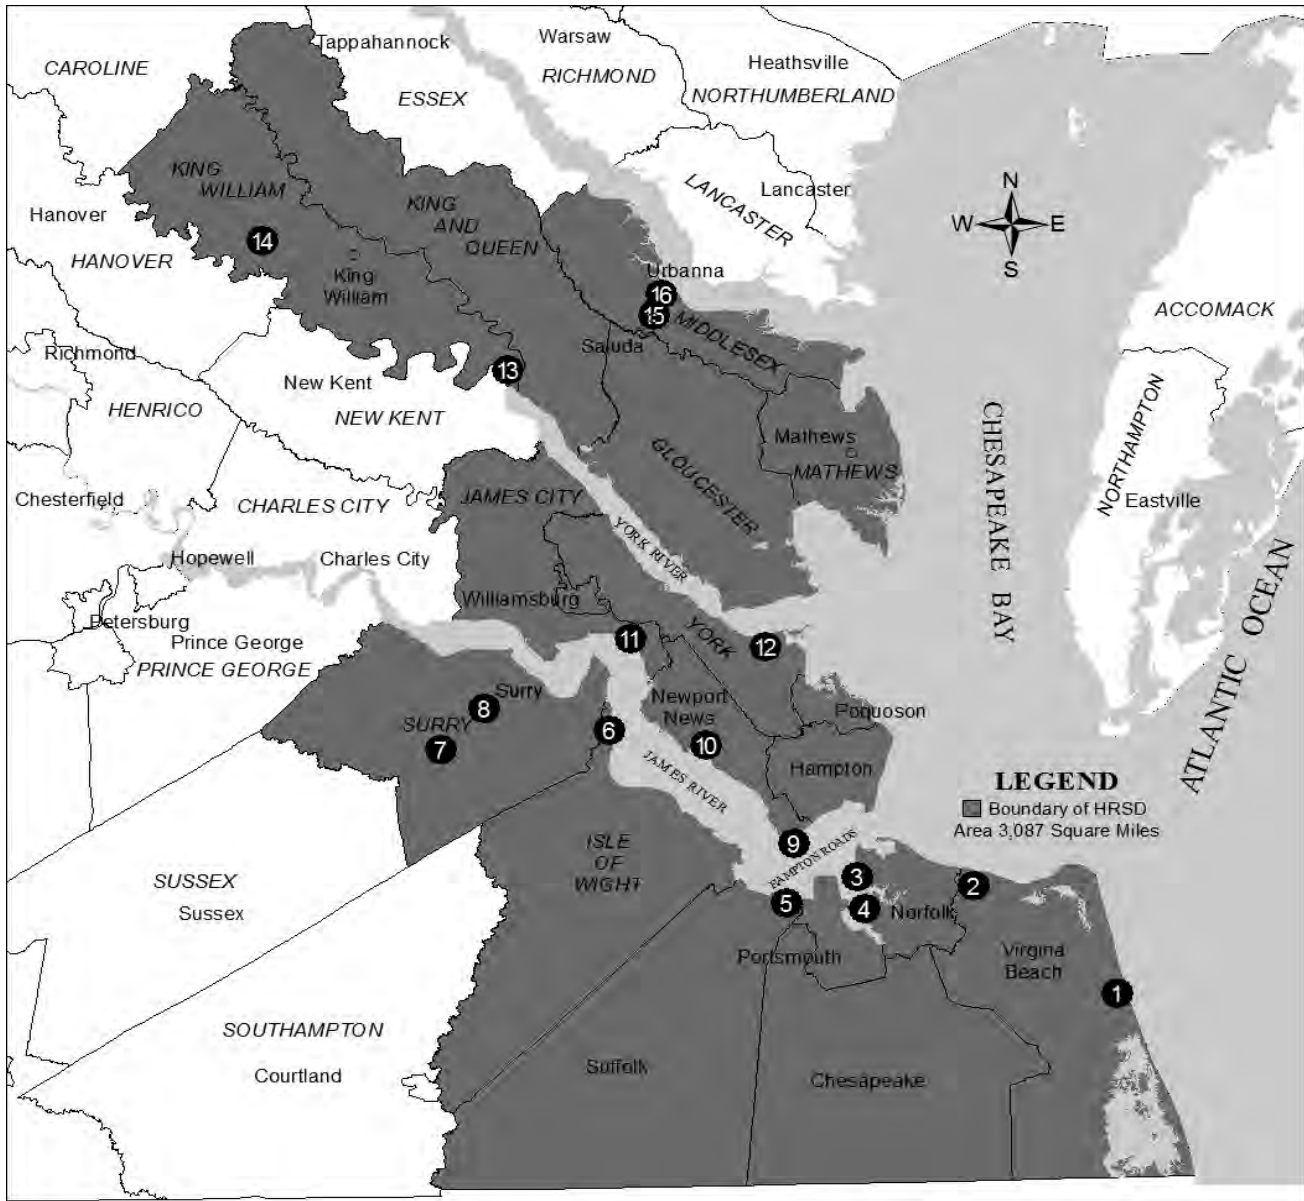 Tappahannock
Warsaw
RICHMOND
Heathsville
NORTHUMBERLAND
CAROLINE
ESSEX
KING
WILLIAM
KING
AND
QUEEN
LANCASTER
Lancaster
N
W E
S
Hanover
HANOVER
14
King
William
Urbanna
16
15
MIDDLESEX
Saluda
ACCOMACK
Richmond
HENRICO
New Kent
NEW KENT
13
Mathews
MATHEWS
GLOUCESTER
CHESAPEAKE BAY
NORTHAMPTON
Eastville
Chesterfield
CHARLES CITY
JAMES CITY
YORK RIVER
Hopewell
Charles City
Williamsburg
Petersburg
Prince George
PRINCE GEORGE
11
YORK
12
ATLANTIC OCEAN
Surry
8
SURRY
7
6
Newport
News
10
Poquoson
JAMES RIVER
Hampton
LEGEND
Boundary of HRSD
Area 3,087 Square Miles
ISLE
OF
WIGHT
9
HAMPTON ROADS
SUSSEX
Sussex
3
2
5
4
Norfolk
Portsmouth
Virgina
Beach
1
SOUTHAMPTON
Courtland
Suffolk
Chesapeake